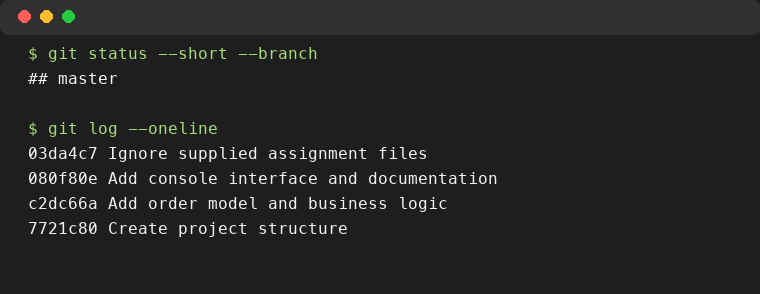 $ git status --short --branch
## master
$ git log --oneline
03da4c7 Ignore supplied assignment files
080f80e Add console interface and documentation
c2dc66a Add order model and business logic
7721c80 Create project structure